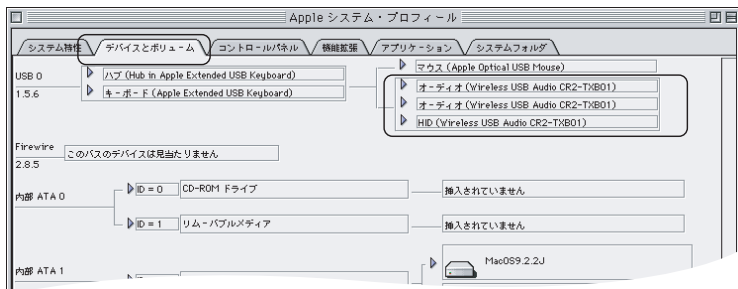 Apple システム・プロフィール
システム特性 デバイスとボリューム コントロールパネル 機能拡張 アプリケーション システムフォルダ
USB 0
1.5.6
ハブ (Hub in Apple Extended USB Keyboard)
キーボード (Apple Extended USB Keyboard)
マウス (Apple Optical USB Mouse)
オーディオ (Wireless USB Audio CR2-TXB01)
オーディオ (Wireless USB Audio CR2-TXB01)
HID (Wireless USB Audio CR2-TXB01)
Firewire
2.8.5
このバスのデバイスは見当たりません
内部 ATA 0
ID = 0 CD-ROM ドライブ 挿入されていません
ID = 1 リムーバブルメディア 挿入されていません
内部 ATA 1
MacOS9.2.2J